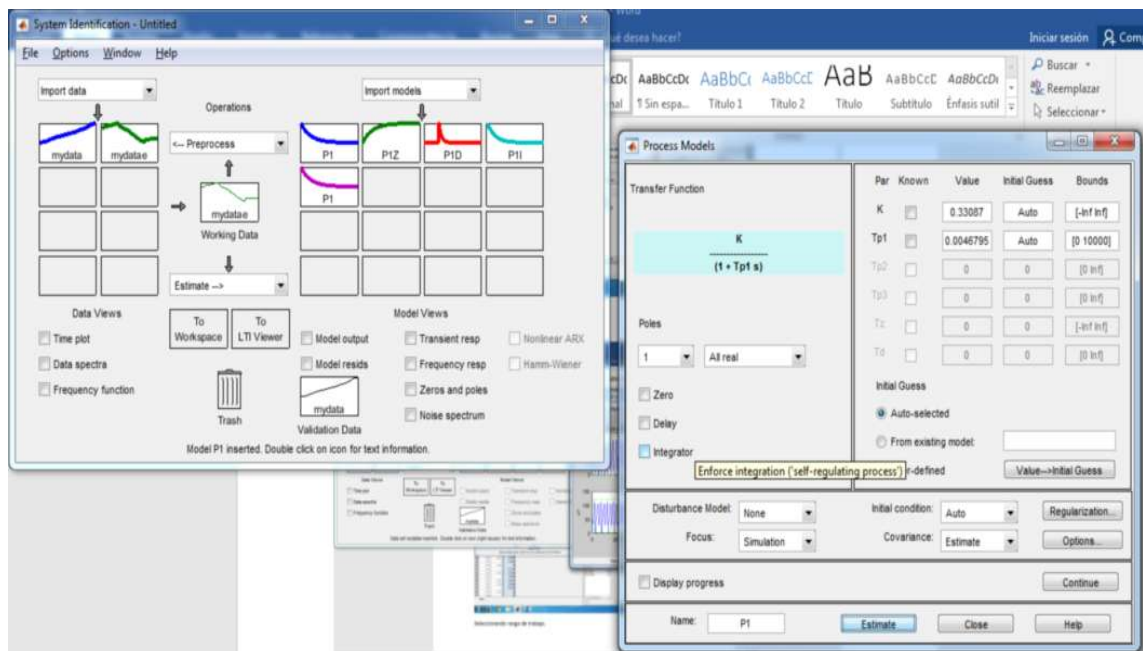 System Identification - Untitled
File Options Window Help
Import data
Operations
Import models
mydata mydatae
<-- Preprocess
P1 P1Z P1D P1I
P1
mydatae
Working Data
Estimate -->
Data Views
Time plot
Data spectra
Frequency function
To Workspace
To LTI Viewer
Trash
Model Views
Model output
Model resids
Transient resp
Frequency resp
Zeros and poles
Noise spectrum
Nonlinear ARX
Hamm-Wiener
mydata
Validation Data
Model P1 inserted. Double click on icon for text information.
desea hacer?
Iniciar sesión
AaBbCcDc AaBbCc AaBbCcC AaB AaBbCcC AaBbCcDc
¶ Sin espa... Título 1 Título 2 Título Subtítulo Énfasis sutil
Buscar
Reemplazar
Seleccionar
Process Models
Transfer Function
K
(1 + Tp1 s)
Poles
1 All real
Zero
Delay
Integrator
Enforce integration ('self-regulating process')
Par Known Value Initial Guess Bounds
K 0.33087 Auto [-Inf Inf]
Tp1 0.0046795 Auto [0 10000]
Tp2 0 0 [0 Inf]
Tp3 0 0 [0 Inf]
Tz 0 0 [-Inf Inf]
Td 0 0 [0 Inf]
Initial Guess
Auto-selected
From existing model:
r-defined
Value-->Initial Guess
Disturbance Model: None Initial condition: Auto Regularization...
Focus: Simulation Covariance: Estimate Options...
Display progress Continue
Name: P1 Estimate Close Help
Seleccionando rango de trabajo.